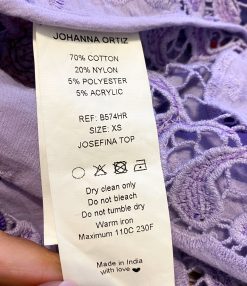 JOHANNA ORTIZ
70% COTTON
20% NYLON
5% POLYESTER
5% ACRYLIC
REF: B574HR
SIZE: XS
JOSEFINA TOP
Dry clean only
Do not bleach
Do not tumble dry
Warm iron
Maximum 110C 230F
Made in India
with love ❤